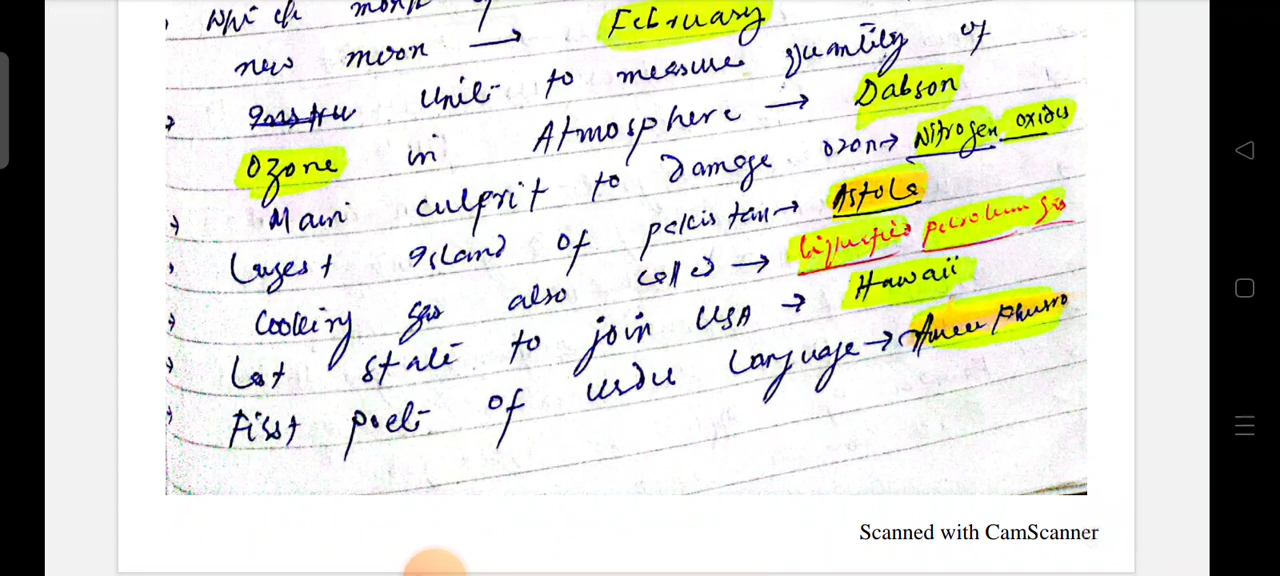 Which month
new moon → February
Unit to measure quantity of
Ozone in Atmosphere → Dabson
Main culprit to Damage ozon → Nitrogen oxides
Largest Island of pakistan → Astola
Cooking gas also called → liquefied petroleum gas
Last state to join USA → Hawaii
First poet of urdu language → Ameer Khusro
Scanned with CamScanner